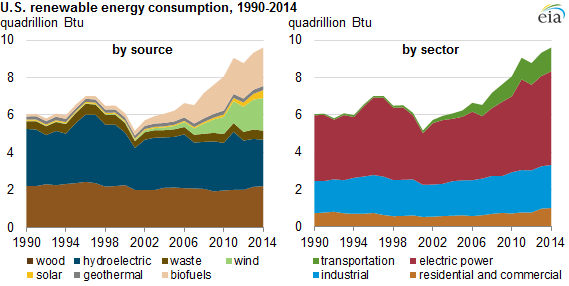 U.S. renewable energy consumption, 1990-2014
quadrillion Btu
quadrillion Btu
eia
by source
by sector
10
8
6
4
2
0
1990 1994 1998 2002 2006 2010 2014
10
8
6
4
2
0
1990 1994 1998 2002 2006 2010 2014
wood hydroelectric waste wind
solar geothermal biofuels
transportation electric power
industrial residential and commercial